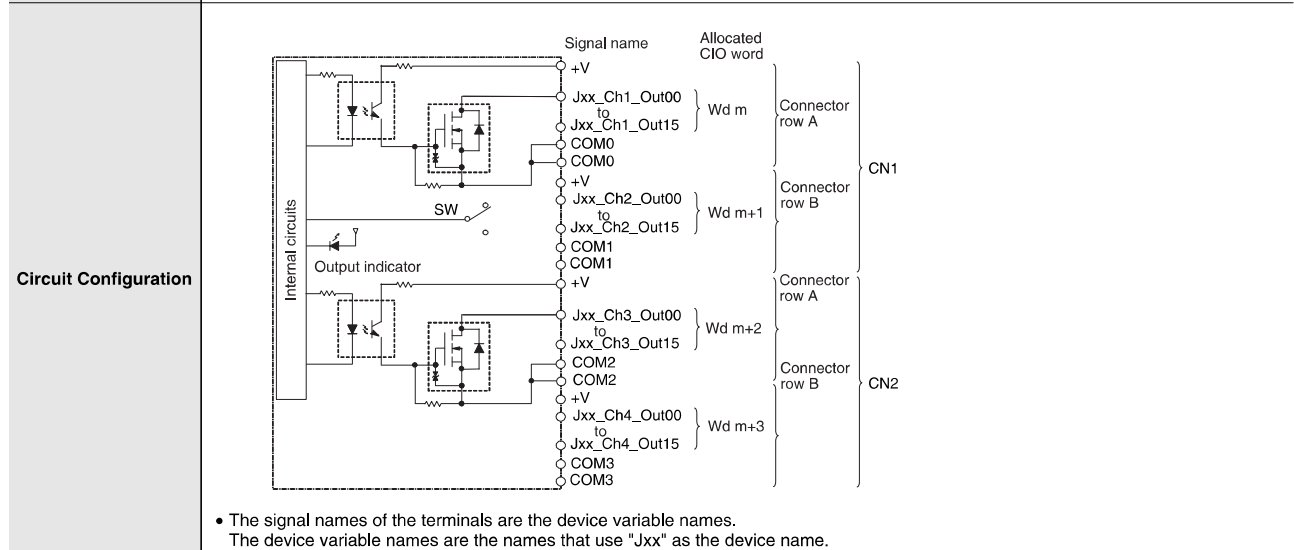 Circuit Configuration
Signal name
Allocated
CIO word
+V
Jxx_Ch1_Out00
to
Jxx_Ch1_Out15
Wd m
COM0
COM0
Connector
row A
+V
Jxx_Ch2_Out00
to
Jxx_Ch2_Out15
Wd m+1
COM1
COM1
Connector
row B
CN1
Internal circuits
SW
Output indicator
+V
Jxx_Ch3_Out00
to
Jxx_Ch3_Out15
Wd m+2
COM2
COM2
Connector
row A
+V
Jxx_Ch4_Out00
to
Jxx_Ch4_Out15
Wd m+3
COM3
COM3
Connector
row B
CN2
• The signal names of the terminals are the device variable names.
The device variable names are the names that use "Jxx" as the device name.